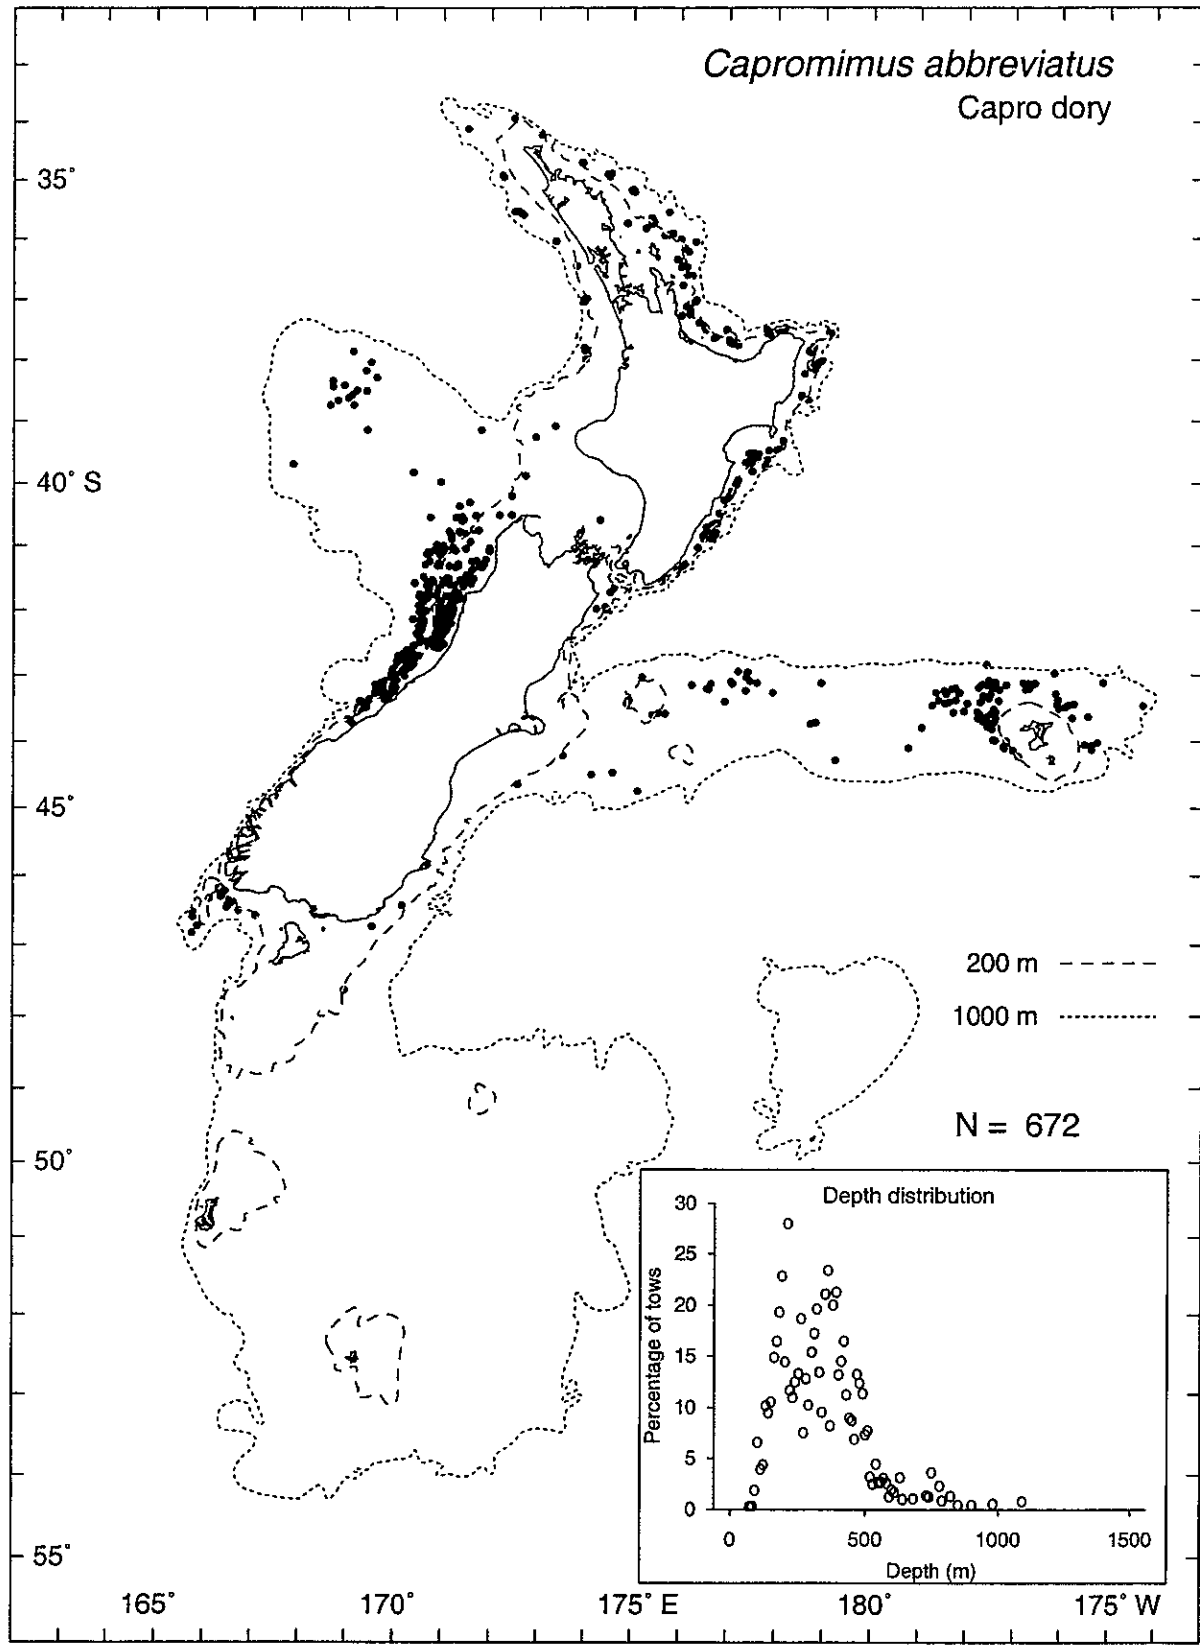 Capromimus abbreviatus
Capro dory
35°
40° S
45°
200 m
1000 m
N = 672
50°
Depth distribution
30
25
20
15
10
5
0
Percentage of tows
0 500 1000 1500
Depth (m)
55°
165° 170° 175° E 180° 175° W